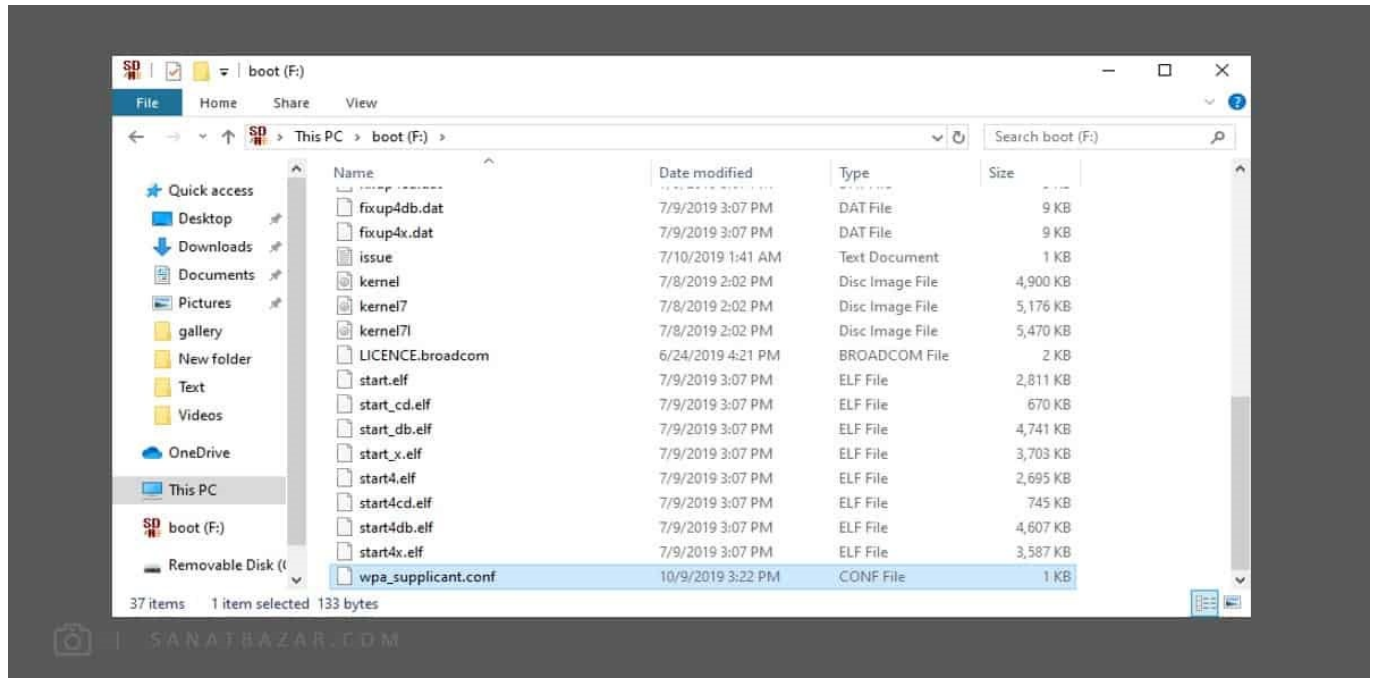 SD
boot (F:)
File Home Share View
SD This PC > boot (F:) > Search boot (F:)
Name Date modified Type Size
Quick access
Desktop
Downloads
Documents
Pictures
gallery
New folder
Text
Videos
OneDrive
This PC
SD boot (F:)
Removable Disk (
fixup4db.dat 7/9/2019 3:07 PM DAT File 9 KB
fixup4x.dat 7/9/2019 3:07 PM DAT File 9 KB
issue 7/10/2019 1:41 AM Text Document 1 KB
kernel 7/8/2019 2:02 PM Disc Image File 4,900 KB
kernel7 7/8/2019 2:02 PM Disc Image File 5,176 KB
kernel7l 7/8/2019 2:02 PM Disc Image File 5,470 KB
LICENCE.broadcom 6/24/2019 4:21 PM BROADCOM File 2 KB
start.elf 7/9/2019 3:07 PM ELF File 2,811 KB
start_cd.elf 7/9/2019 3:07 PM ELF File 670 KB
start_db.elf 7/9/2019 3:07 PM ELF File 4,741 KB
start_x.elf 7/9/2019 3:07 PM ELF File 3,703 KB
start4.elf 7/9/2019 3:07 PM ELF File 2,695 KB
start4cd.elf 7/9/2019 3:07 PM ELF File 745 KB
start4db.elf 7/9/2019 3:07 PM ELF File 4,607 KB
start4x.elf 7/9/2019 3:07 PM ELF File 3,587 KB
wpa_supplicant.conf 10/9/2019 3:22 PM CONF File 1 KB
37 items 1 item selected 133 bytes
SANATBAZAR.COM